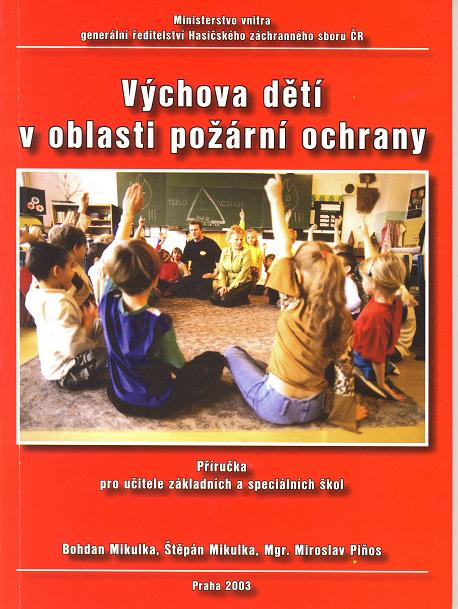 Ministerstvo vnitra
generální ředitelství Hasičského záchranného sboru ČR
Výchova dětí
v oblasti požární ochrany
TEPLO
VZDUCH
Příručka
pro učitele základních a speciálních škol
Bohdan Mikulka, Štěpán Mikulka, Mgr. Miroslav Piňos
Praha 2003